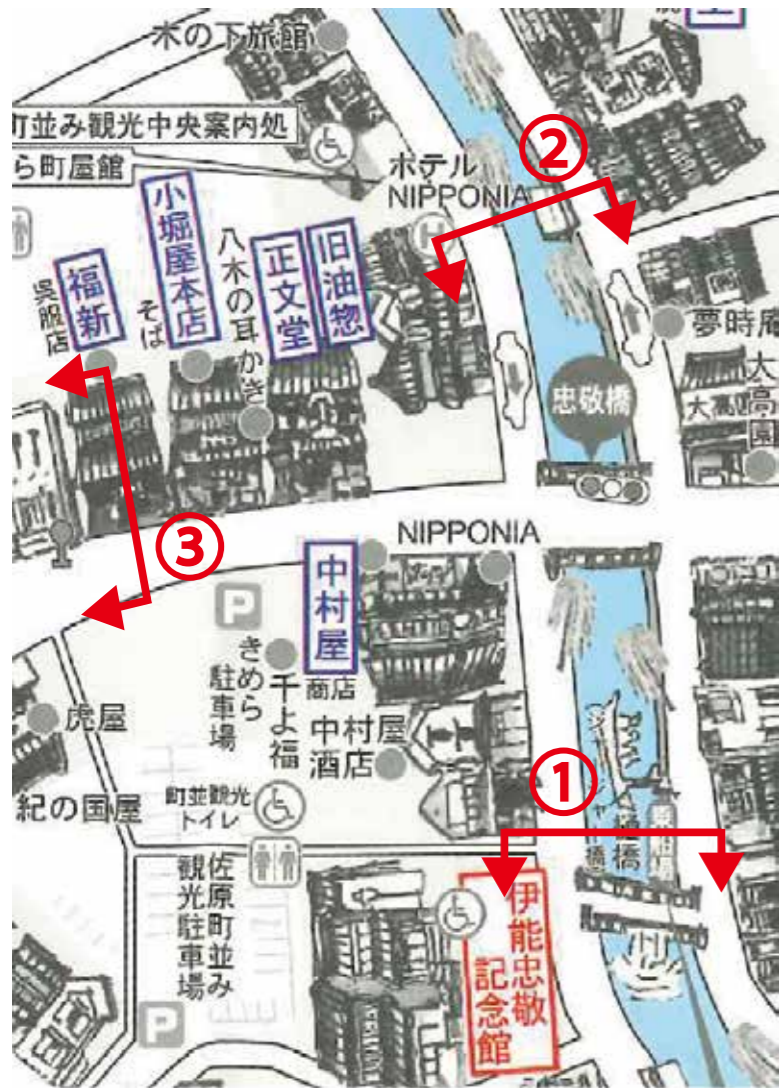 木の下旅館
町並み観光中央案内処
ら町屋館
ホテル
NIPPONIA
H
②
小堀屋本店
そば
八木の耳かき
正文堂
旧油惣
福新
呉服店
夢時庵
大高園
忠敬橋
③
NIPPONIA
中村屋
商店
P
きめら
駐車場
千よ福
中村屋
酒店
虎屋
紀の国屋
町並観光
トイレ
①
樋橋
佐原町並み
観光駐車場
P
伊能忠敬
記念館